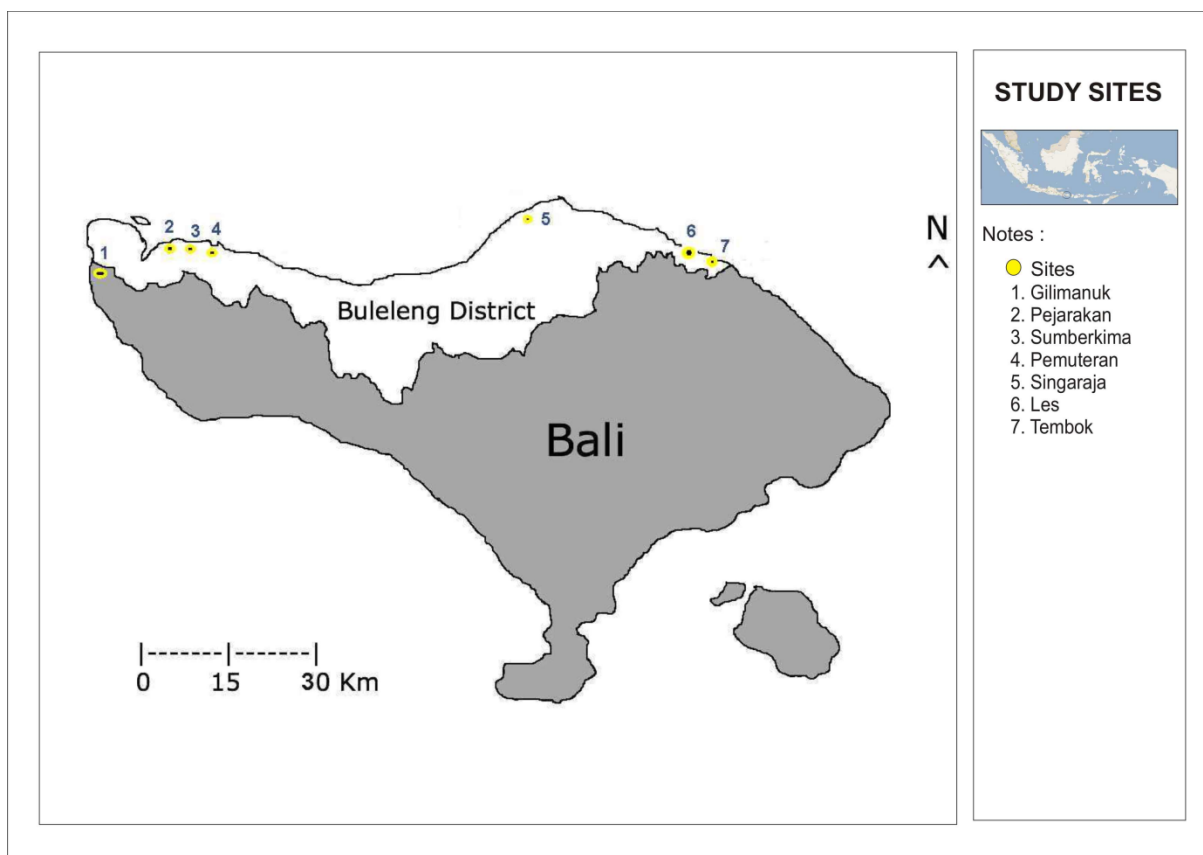 STUDY SITES
Notes :
Sites
1. Gilimanuk
2. Pejarakan
3. Sumberkima
4. Pemuteran
5. Singaraja
6. Les
7. Tembok
1
2
3
4
5
6
7
N
^
Buleleng District
Bali
|-------|-------|
0 15 30 Km